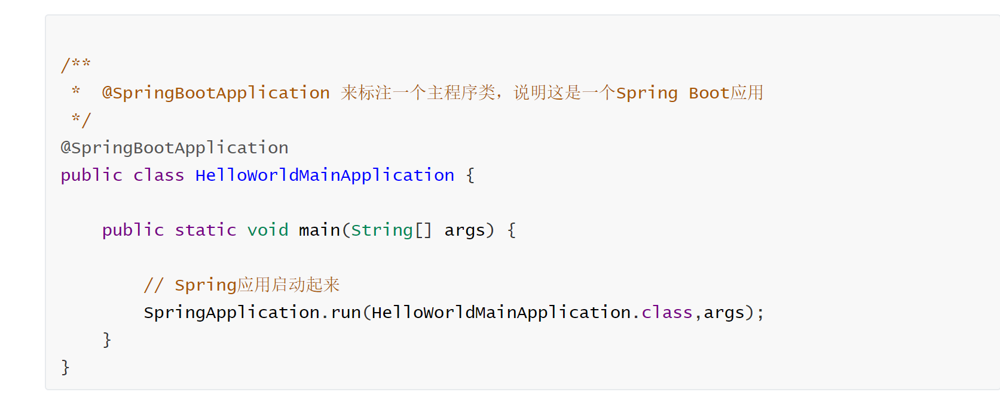 /**
 *  @SpringBootApplication 来标注一个主程序类，说明这是一个Spring Boot应用
 */
@SpringBootApplication
public class HelloWorldMainApplication {
    public static void main(String[] args) {
        // Spring应用启动起来
        SpringApplication.run(HelloWorldMainApplication.class,args);
    }
}